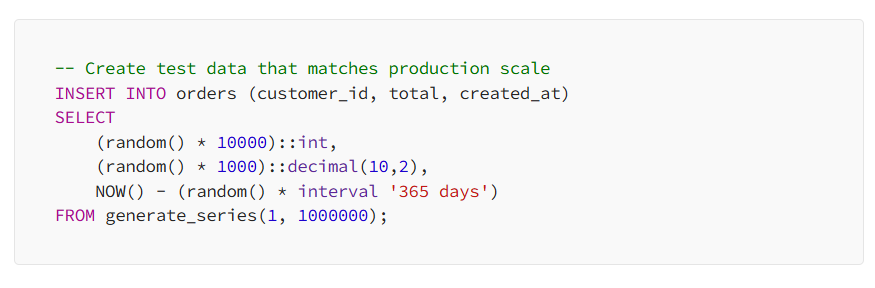 -- Create test data that matches production scale
INSERT INTO orders (customer_id, total, created_at)
SELECT
    (random() * 10000)::int,
    (random() * 1000)::decimal(10,2),
    NOW() - (random() * interval '365 days')
FROM generate_series(1, 1000000);